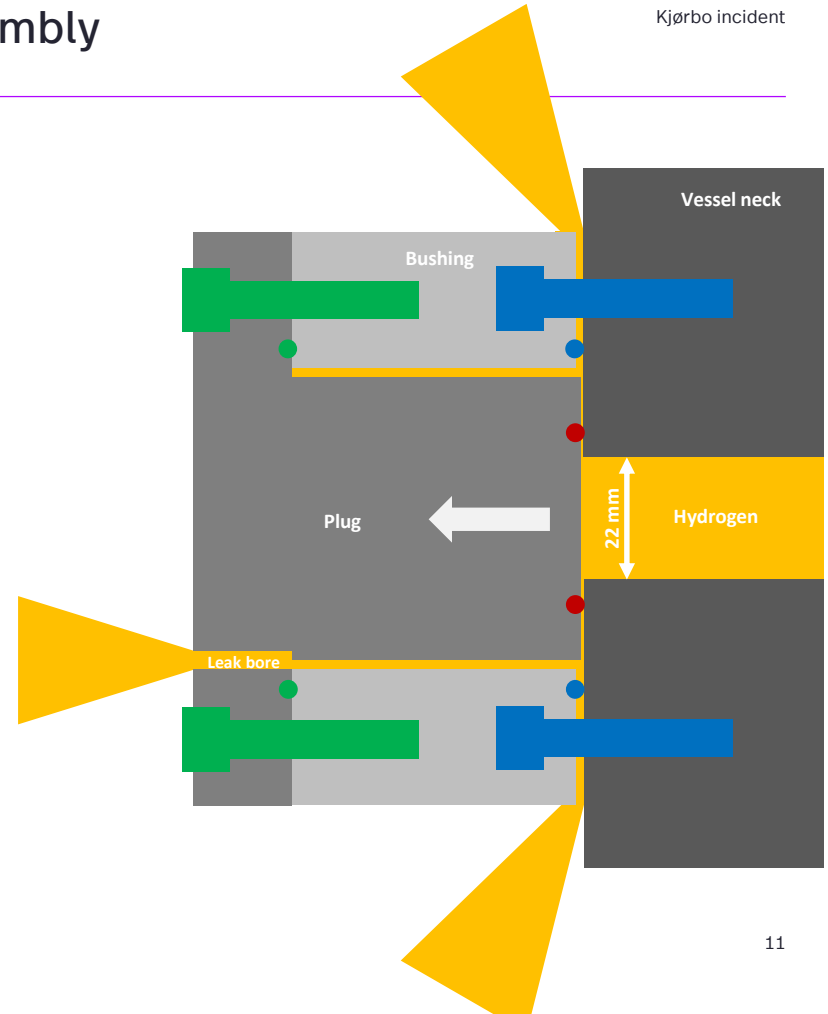 mbly
Kjørbo incident
Vessel neck
Bushing
22 mm
Hydrogen
Plug
Leak bore
11